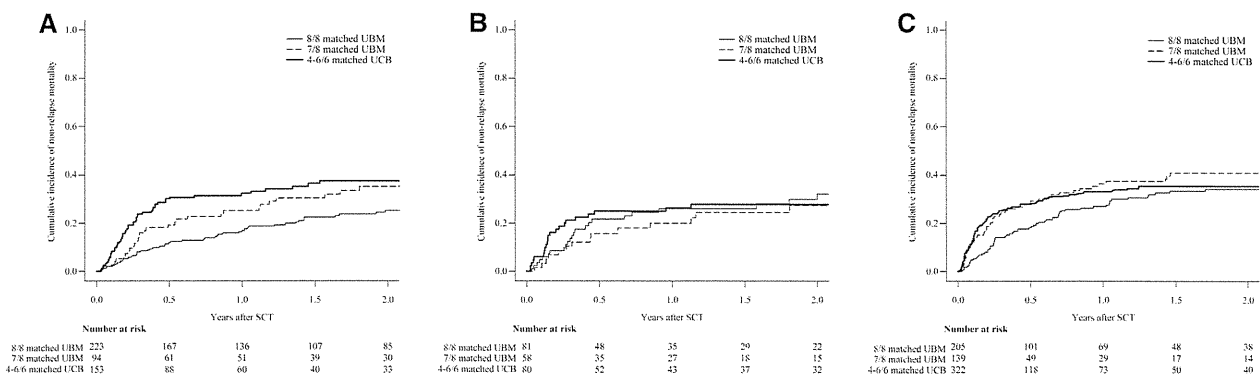 A
Cumulative incidence of non-relapse mortality
1.0
0.8
0.6
0.4
0.2
0.0
8/8 matched UBM
7/8 matched UBM
4-6/6 matched UCB
0.0 0.5 1.0 1.5 2.0
Years after SCT
Number at risk
8/8 matched UBM 223 167 136 107 85
7/8 matched UBM 94 61 51 39 30
4-6/6 matched UCB 153 88 60 40 33
B
Cumulative incidence of non-relapse mortality
1.0
0.8
0.6
0.4
0.2
0.0
8/8 matched UBM
7/8 matched UBM
4-6/6 matched UCB
0.0 0.5 1.0 1.5 2.0
Years after SCT
Number at risk
8/8 matched UBM 81 48 35 29 22
7/8 matched UBM 58 35 27 18 15
4-6/6 matched UCB 80 52 43 37 32
C
Cumulative incidence of non-relapse mortality
1.0
0.8
0.6
0.4
0.2
0.0
8/8 matched UBM
7/8 matched UBM
4-6/6 matched UCB
0.0 0.5 1.0 1.5 2.0
Years after SCT
Number at risk
8/8 matched UBM 205 101 69 48 38
7/8 matched UBM 139 49 29 17 14
4-6/6 matched UCB 322 118 73 50 40